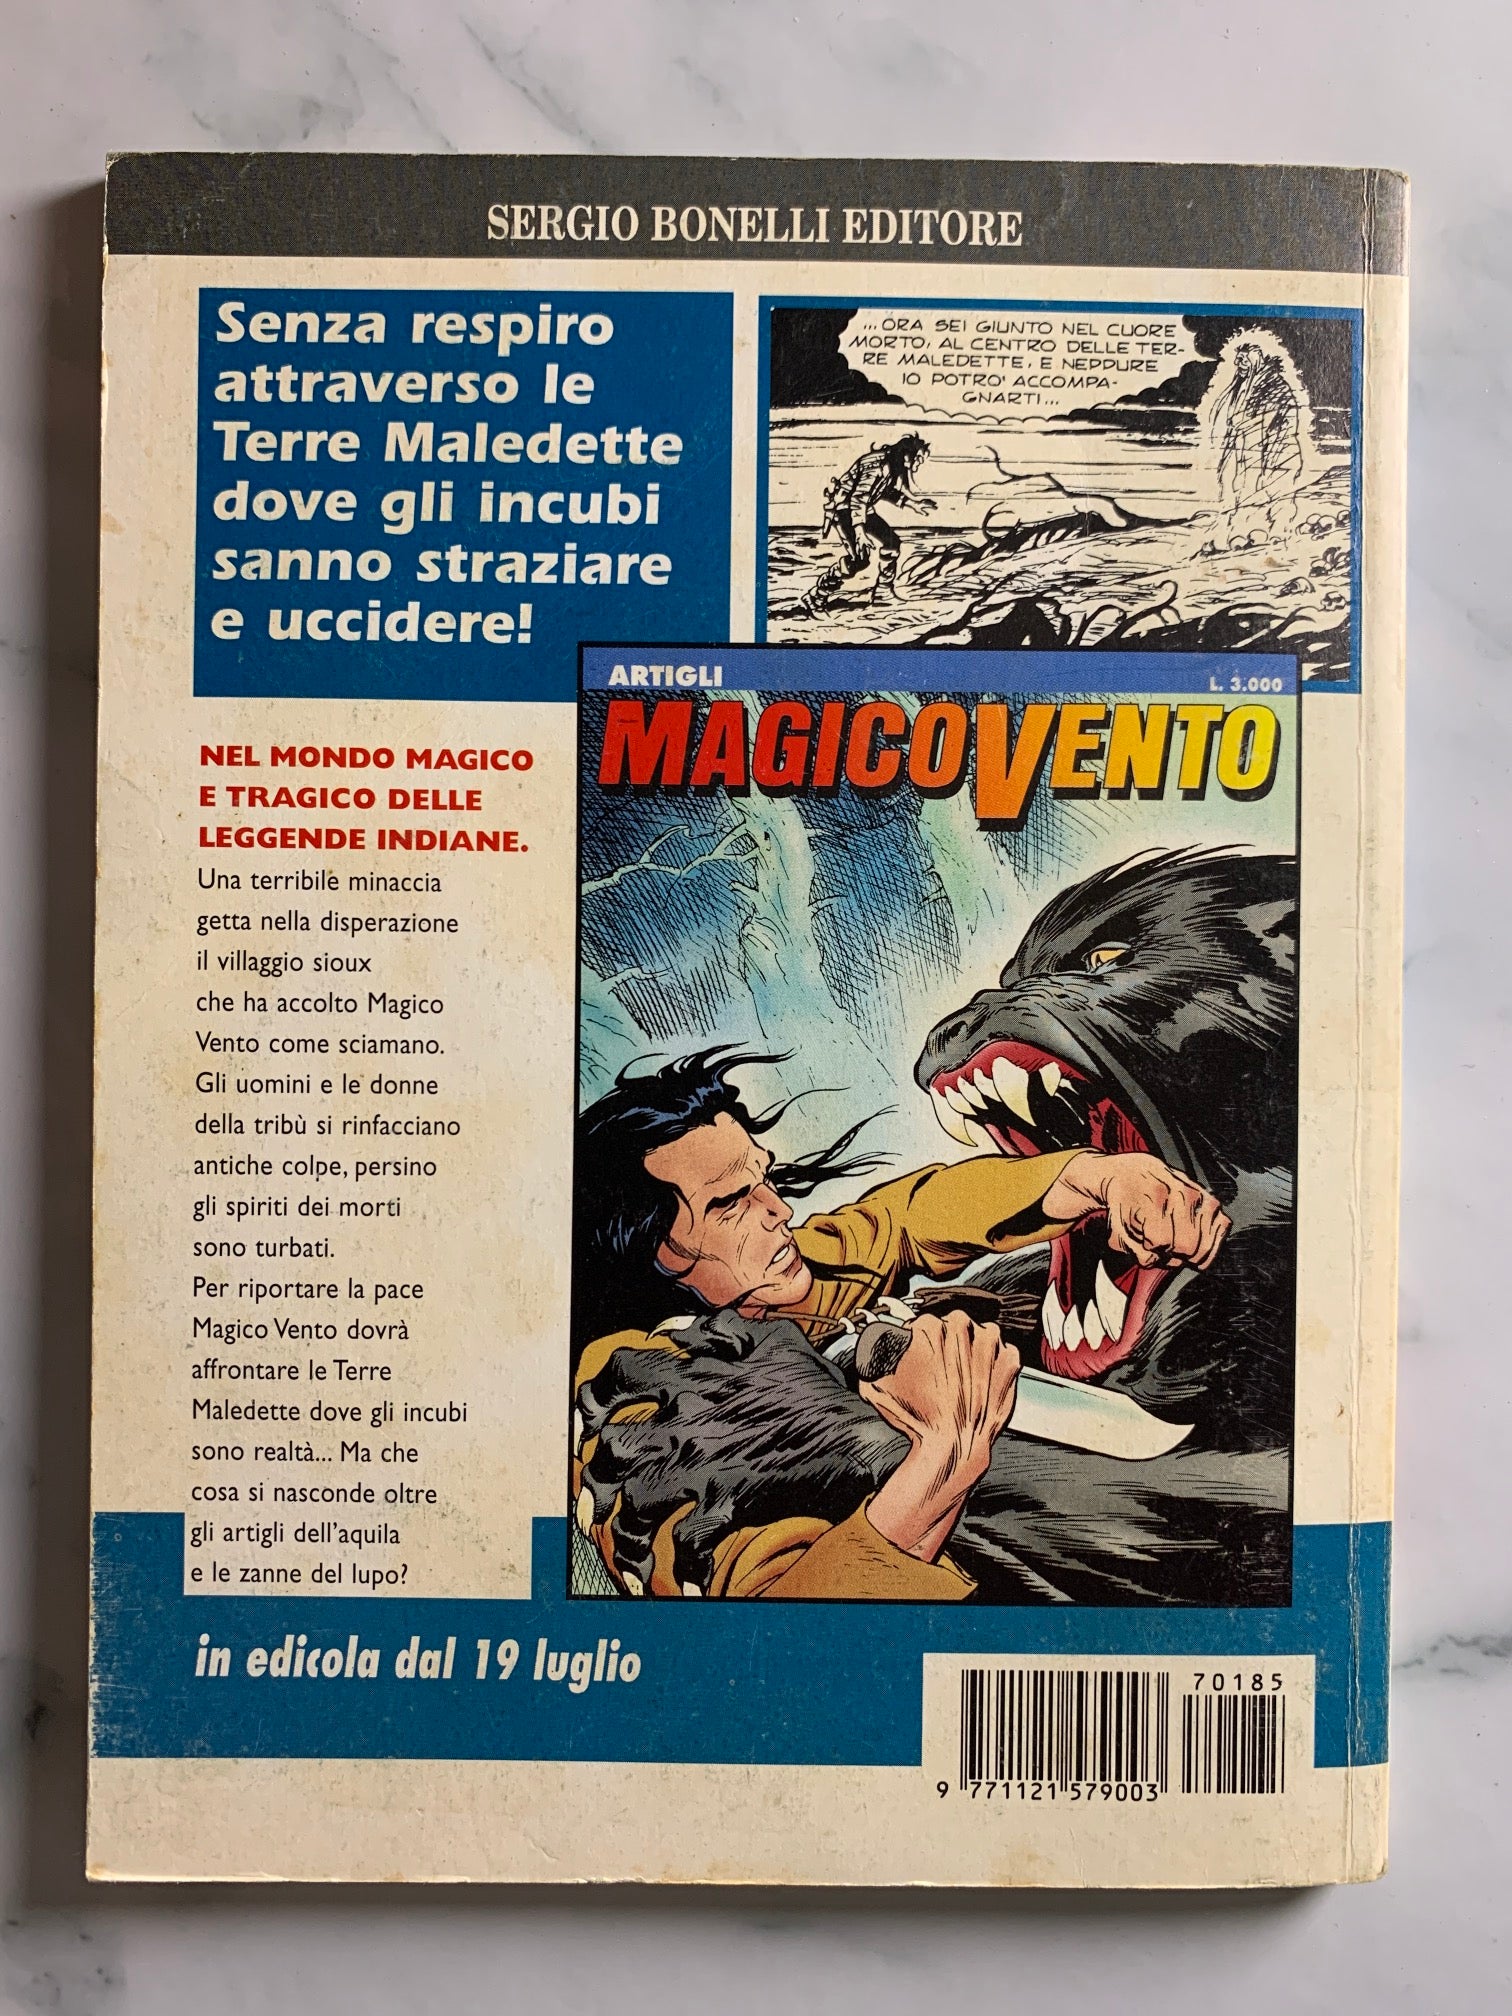 SERGIO BONELLI EDITORE
Senza respiro
attraverso le
Terre Maledette
dove gli incubi
sanno straziare
e uccidere!
...ORA SEI GIUNTO NEL CUORE
MORTO, AL CENTRO DELLE TER-
RE MALEDETTE, E NEPPURE
IO POTRO' ACCOMPA-
GNARTI...
ARTIGLI
L. 3.000
MAGICO VENTO
NEL MONDO MAGICO
E TRAGICO DELLE
LEGGENDE INDIANE.
Una terribile minaccia
getta nella disperazione
il villaggio sioux
che ha accolto Magico
Vento come sciamano.
Gli uomini e le donne
della tribù si rinfacciano
antiche colpe, persino
gli spiriti dei morti
sono turbati.
Per riportare la pace
Magico Vento dovrà
affrontare le Terre
Maledette dove gli incubi
sono realtà... Ma che
cosa si nasconde oltre
gli artigli dell'aquila
e le zanne del lupo?
in edicola dal 19 luglio
70185
9 771121 579003